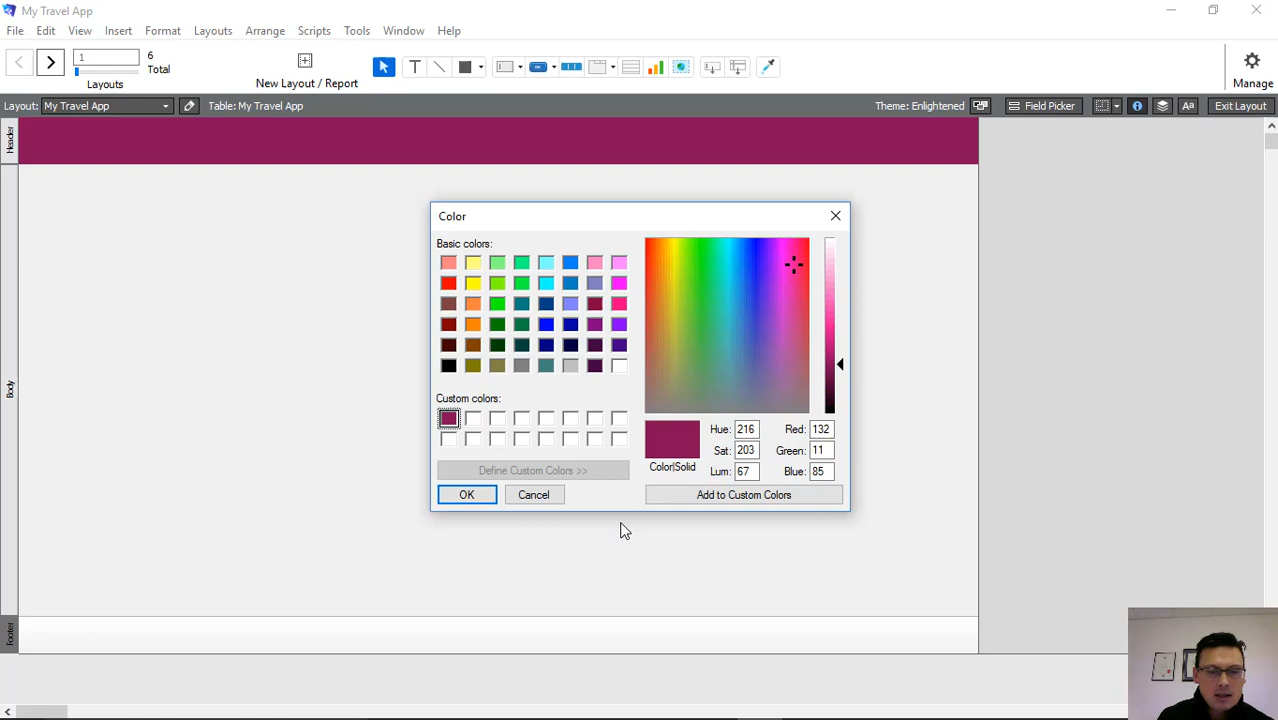 My Travel App
File Edit View Insert Format Layouts Arrange Scripts Tools Window Help
1
6
Total
Layouts
New Layout / Report
T
Manage
Layout: My Travel App
Table: My Travel App
Theme: Enlightened
Field Picker
Aa
Exit Layout
Header
Body
Footer
Color
Basic colors:
Custom colors:
Define Custom Colors >>
OK
Cancel
Color|Solid
Hue: 216
Red: 132
Sat: 203
Green: 11
Lum: 67
Blue: 85
Add to Custom Colors